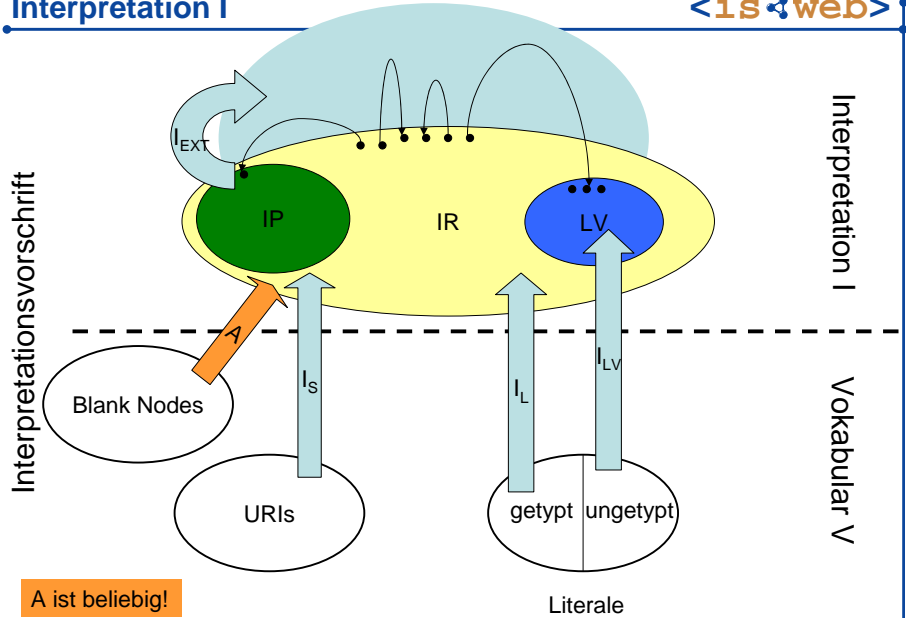 Interpretation I
<is web>
I_EXT
IP
IR
LV
Interpretation I
Interpretationsvorschrift
A
I_S
I_L
I_LV
Blank Nodes
URIs
getypt ungetypt
Vokabular V
A ist beliebig!
Literale